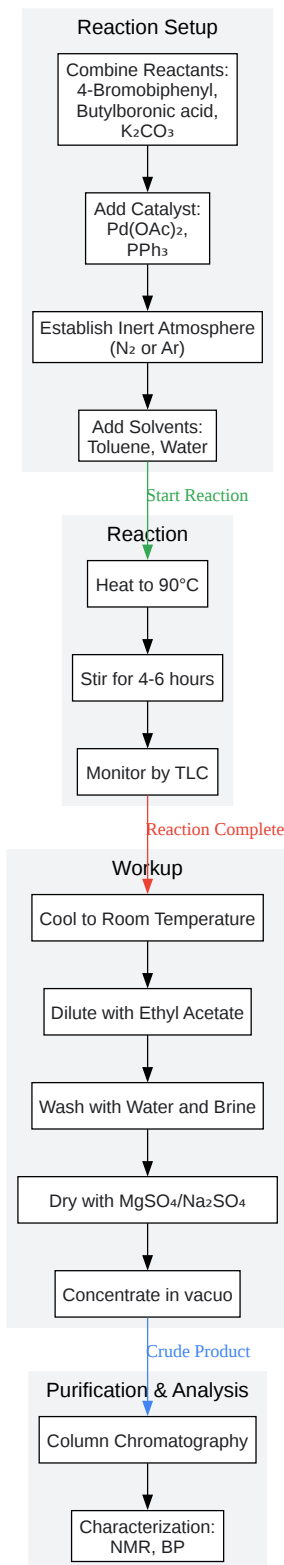 Reaction Setup
Combine Reactants:
4-Bromobiphenyl,
Butylboronic acid,
K₂CO₃
Add Catalyst:
Pd(OAc)₂,
PPh₃
Establish Inert Atmosphere
(N₂ or Ar)
Add Solvents:
Toluene, Water
Start Reaction
Reaction
Heat to 90°C
Stir for 4-6 hours
Monitor by TLC
Reaction Complete
Workup
Cool to Room Temperature
Dilute with Ethyl Acetate
Wash with Water and Brine
Dry with MgSO₄/Na₂SO₄
Concentrate in vacuo
Crude Product
Purification & Analysis
Column Chromatography
Characterization:
NMR, BP